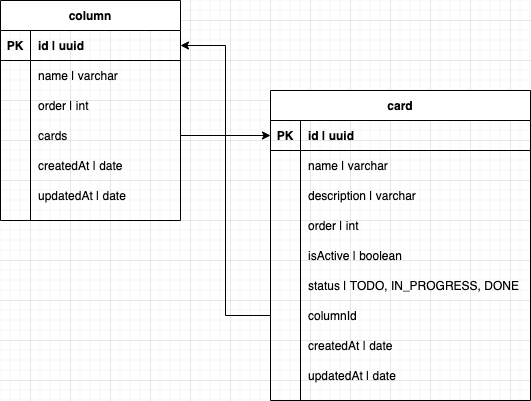 column
PK id | uuid
name | varchar
order | int
cards
createdAt | date
updatedAt | date
card
PK id | uuid
name | varchar
description | varchar
order | int
isActive | boolean
status | TODO, IN_PROGRESS, DONE
columnId
createdAt | date
updatedAt | date